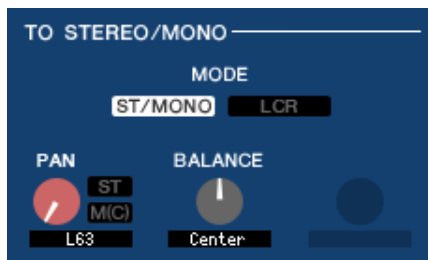 TO STEREO/MONO
MODE
ST/MONO LCR
PAN BALANCE
ST
M(C)
L63 Center